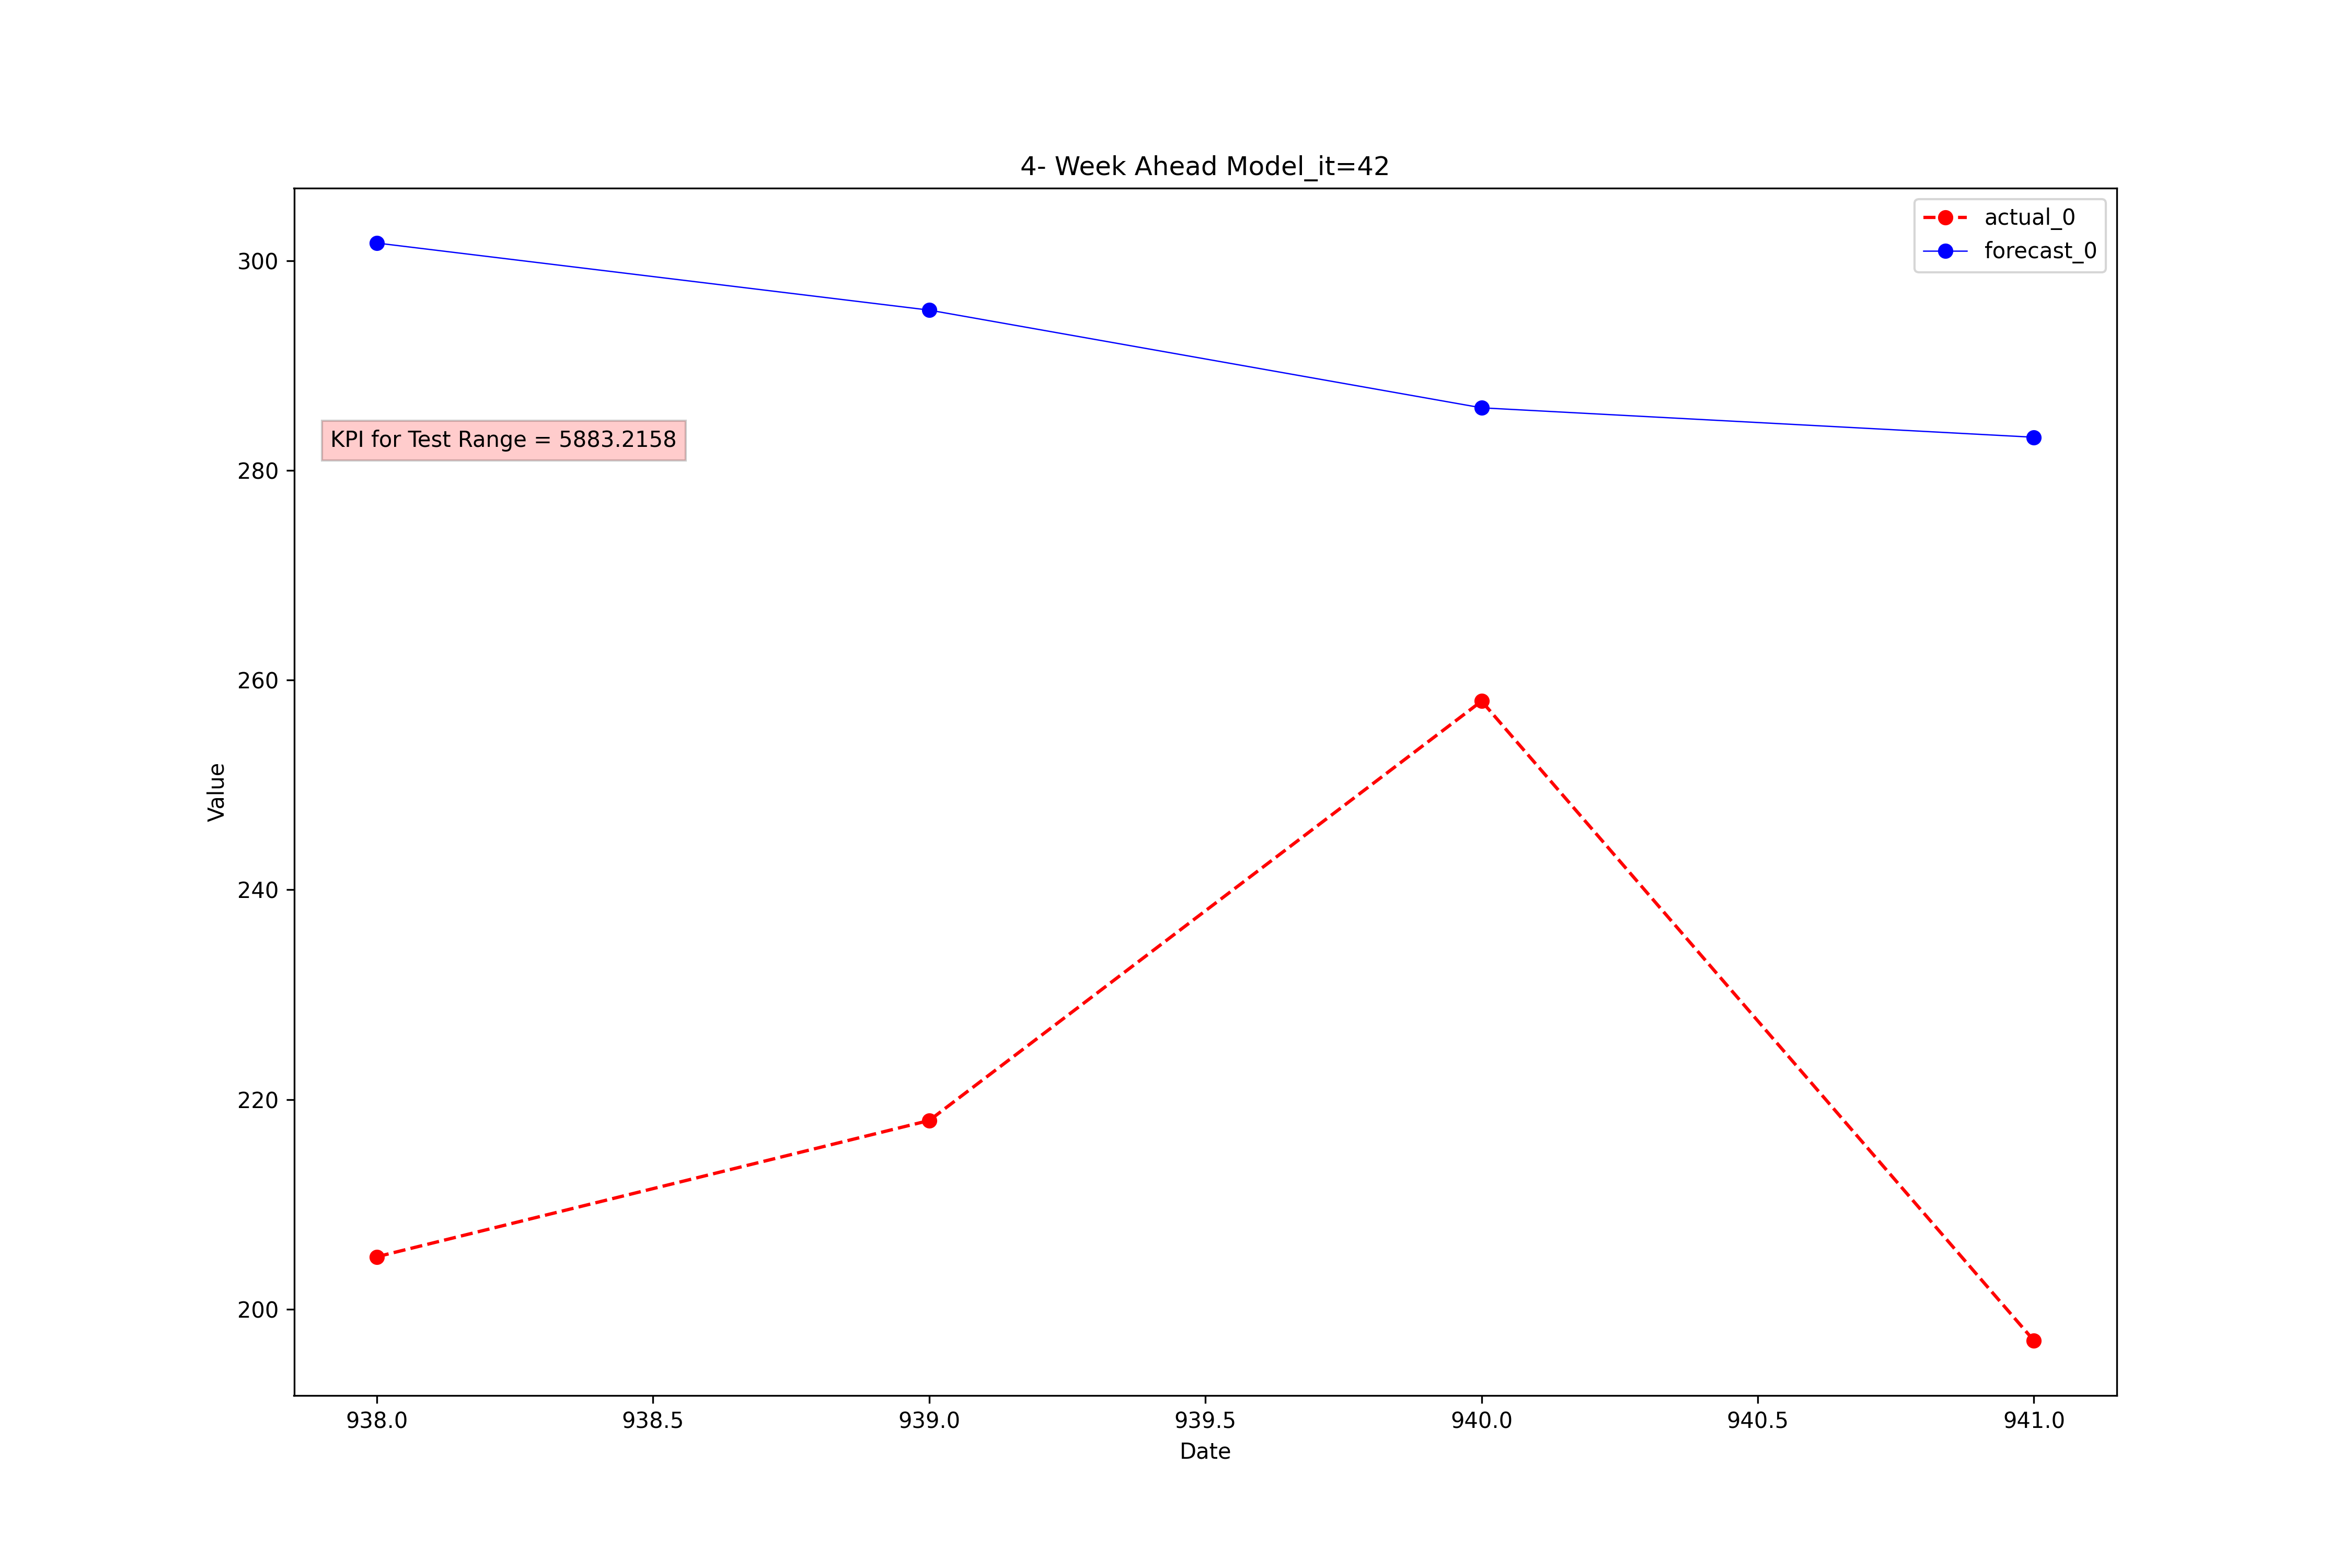 4- Week Ahead Model_it=42
actual_0
forecast_0
KPI for Test Range = 5883.2158
Value
300
280
260
240
220
200
938.0 938.5 939.0 939.5 940.0 940.5 941.0
Date